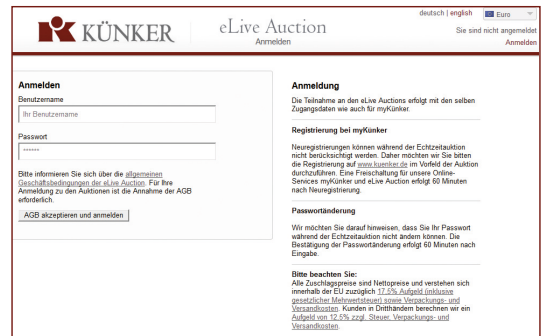 deutsch | english
Euro
KÜNKER
eLive Auction
Anmelden
Sie sind nicht angemeldet
Anmelden
Anmelden
Benutzername
Ihr Benutzername
Passwort
******
Bitte informieren Sie sich über die allgemeinen
Geschäftsbedingungen der eLive Auction. Für Ihre
Anmeldung zu den Auktionen ist die Annahme der AGB
erforderlich.
AGB akzeptieren und anmelden
Anmeldung
Die Teilnahme an den eLive Auctions erfolgt mit den selben
Zugangsdaten wie auch für myKünker.
Registrierung bei myKünker
Neuregistrierungen können während der Echtzeitauktion
nicht berücksichtigt werden. Daher möchten wir Sie bitten
die Registrierung auf www.kuenker.de im Vorfeld der Auktion
durchzuführen. Eine Freischaltung für unsere Online-
Services myKünker und eLive Auction erfolgt 60 Minuten
nach Neuregistrierung.
Passwortänderung
Wir möchten Sie darauf hinweisen, dass Sie Ihr Passwort
während der Echtzeitauktion nicht ändern können. Die
Bestätigung der Passwortänderung erfolgt 60 Minuten nach
Eingabe.
Bitte beachten Sie:
Alle Zuschlagspreise sind Nettopreise und verstehen sich
innerhalb der EU zuzüglich 17,5% Aufgeld (inklusive
gesetzlicher Mehrwertsteuer) sowie Verpackungs- und
Versandkosten. Kunden in Drittländern berechnen wir ein
Aufgeld von 12,5% zzgl. Steuer, Verpackungs- und
Versandkosten.